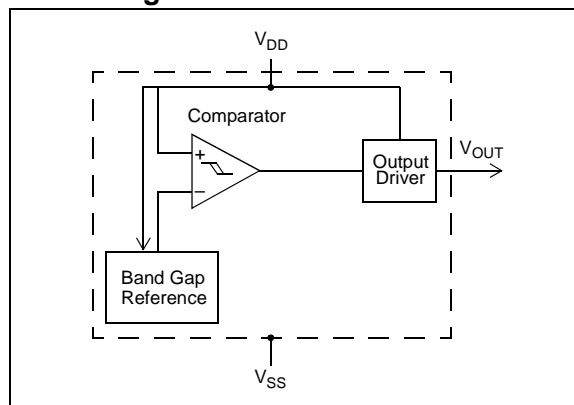 V_DD
Comparator
+
–
Output
Driver
V_OUT
Band Gap
Reference
V_SS